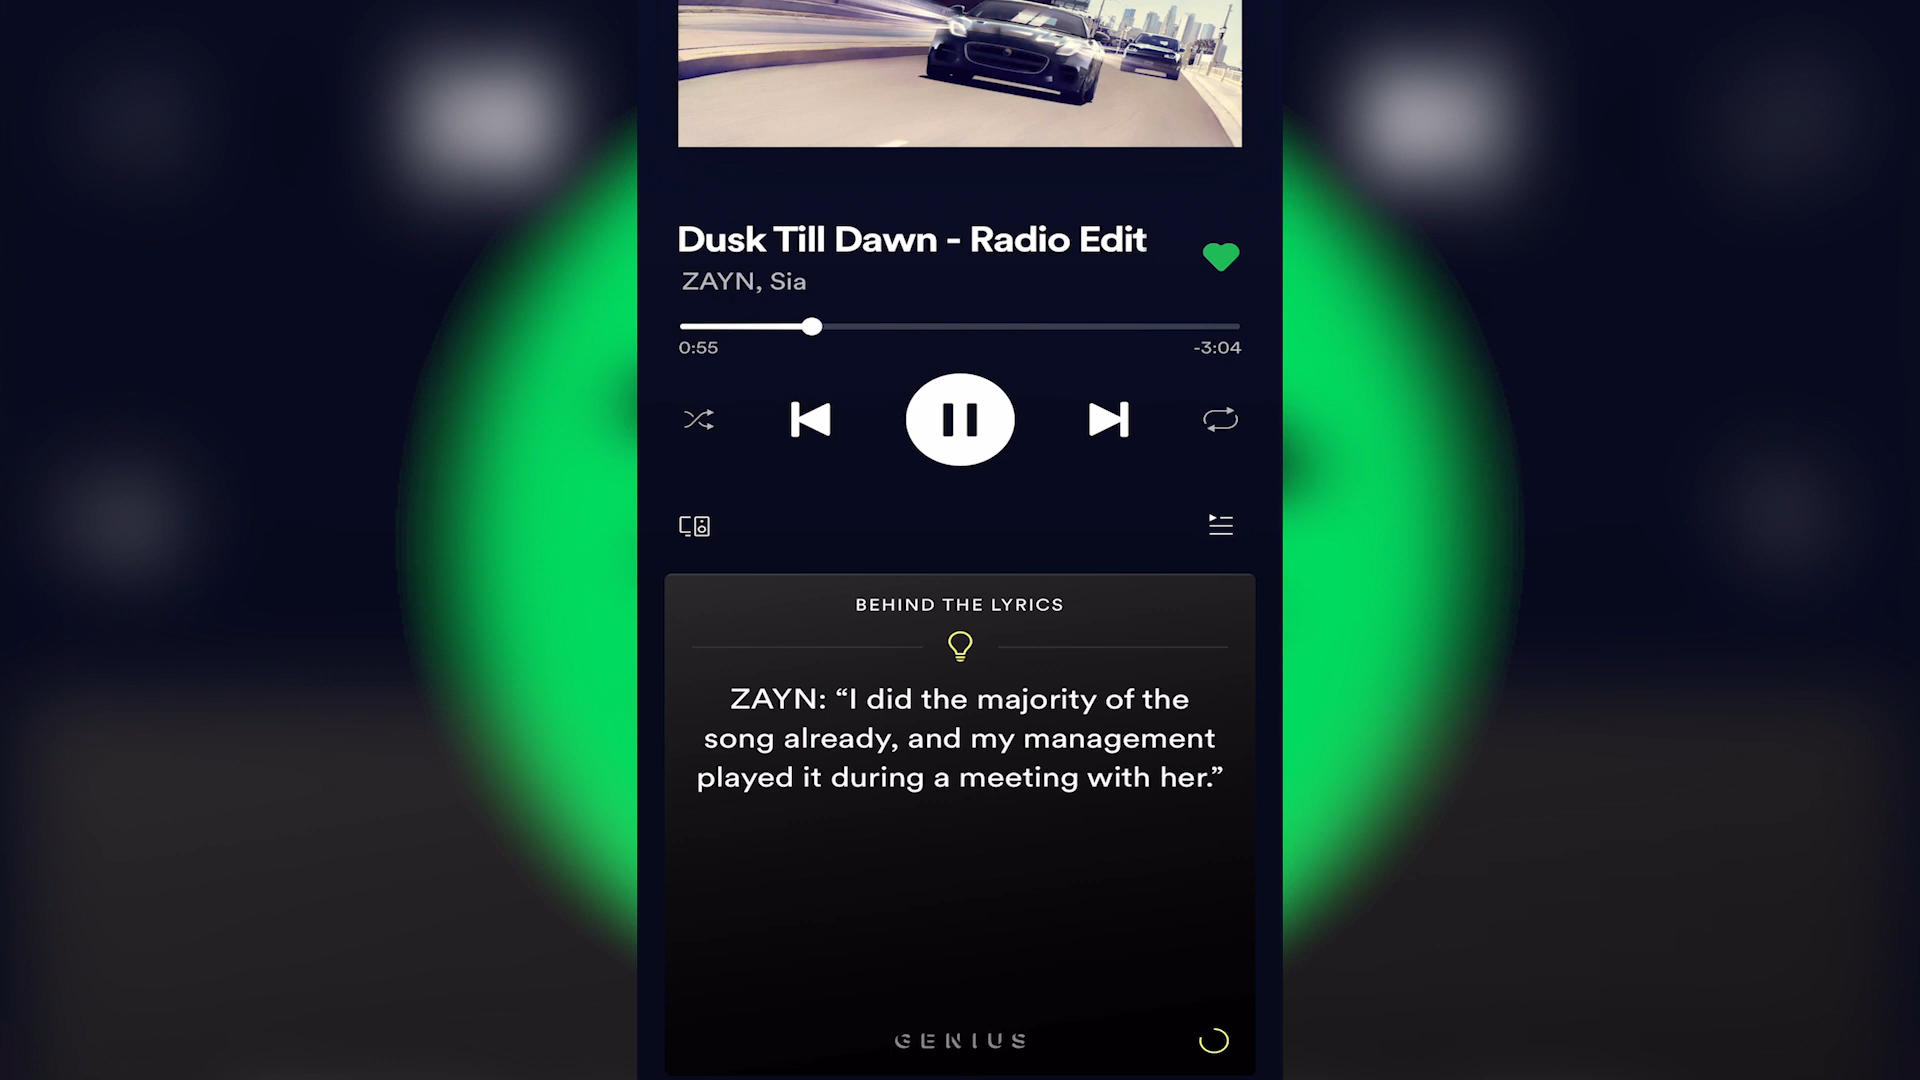 Dusk Till Dawn - Radio Edit
ZAYN, Sia
0:55
-3:04
BEHIND THE LYRICS
ZAYN: “I did the majority of the
song already, and my management
played it during a meeting with her.”
GENIUS